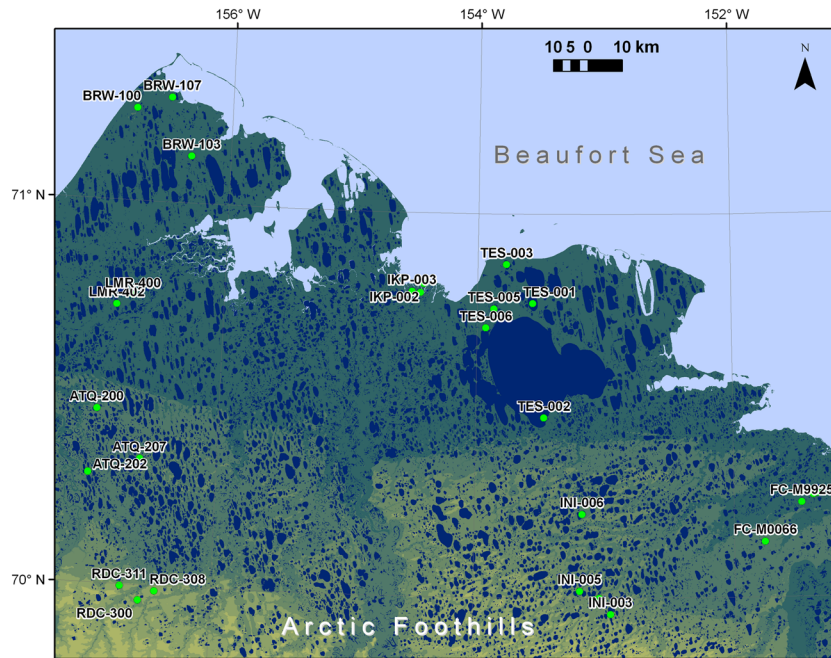 156° W
154° W
152° W
10 5 0 10 km
N
BRW-107
BRW-100
BRW-103
Beaufort Sea
71° N
TES-003
IKP-003
LMR-400
LMR-402
IKP-002
TES-005
TES-001
TES-006
ATQ-200
TES-002
ATQ-207
ATQ-202
FC-M9925
INI-006
FC-M0066
70° N
RDC-311
RDC-308
INI-005
RDC-300
INI-003
Arctic Foothills